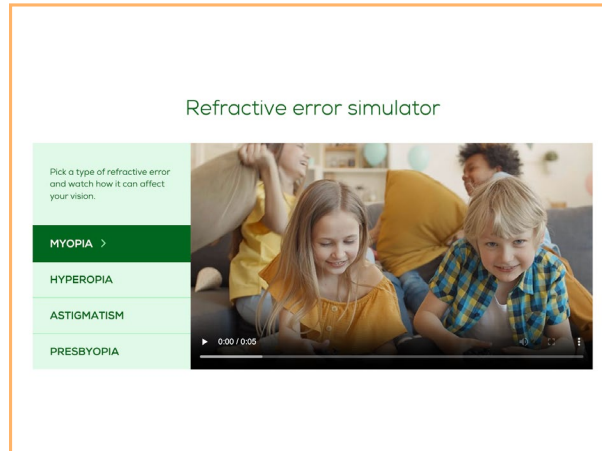 Refractive error simulator
Pick a type of refractive error
and watch how it can affect
your vision.
MYOPIA >
HYPEROPIA
ASTIGMATISM
PRESBYOPIA
0:00 / 0:05